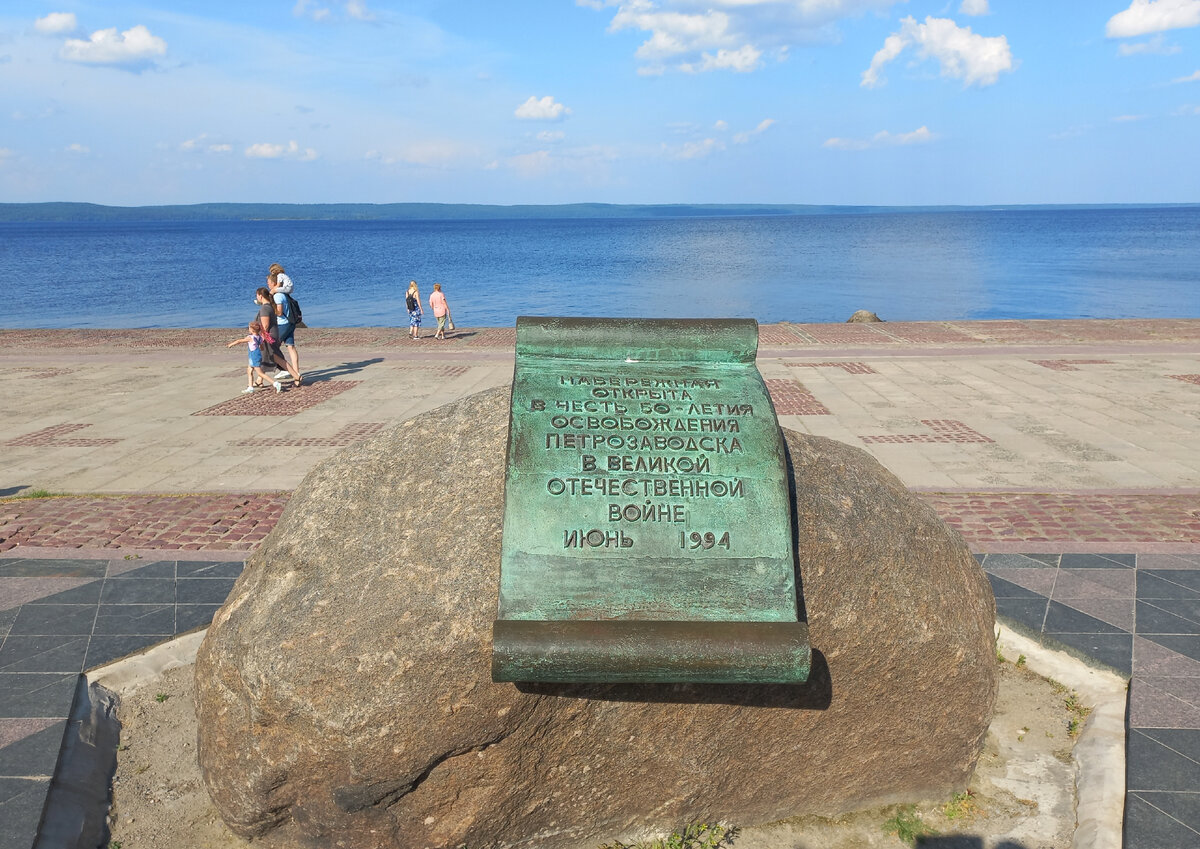 НАБЕРЕЖНАЯ
ОТКРЫТА
В ЧЕСТЬ 50-ЛЕТИЯ
ОСВОБОЖДЕНИЯ
ПЕТРОЗАВОДСКА
В ВЕЛИКОЙ
ОТЕЧЕСТВЕННОЙ
ВОЙНЕ
ИЮНЬ 1994